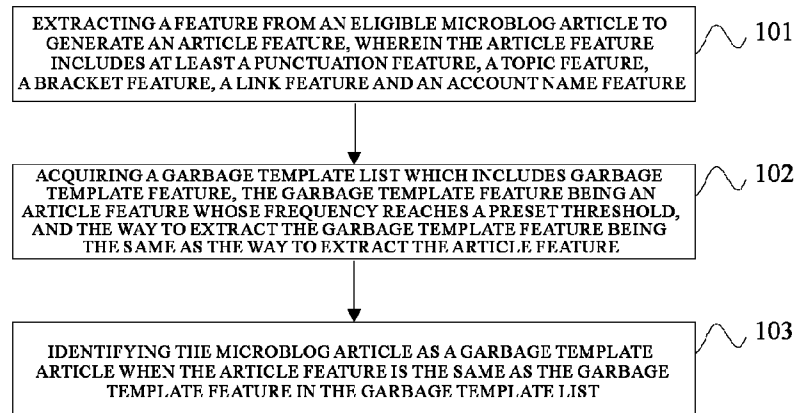 EXTRACTING A FEATURE FROM AN ELIGIBLE MICROBLOG ARTICLE TO
GENERATE AN ARTICLE FEATURE, WHEREIN THE ARTICLE FEATURE
INCLUDES AT LEAST A PUNCTUATION FEATURE, A TOPIC FEATURE,
A BRACKET FEATURE, A LINK FEATURE AND AN ACCOUNT NAME FEATURE
101
ACQUIRING A GARBAGE TEMPLATE LIST WHICH INCLUDES GARBAGE
TEMPLATE FEATURE, THE GARBAGE TEMPLATE FEATURE BEING AN
ARTICLE FEATURE WHOSE FREQUENCY REACHES A PRESET THRESHOLD,
AND THE WAY TO EXTRACT THE GARBAGE TEMPLATE FEATURE BEING
THE SAME AS THE WAY TO EXTRACT THE ARTICLE FEATURE
102
IDENTIFYING THE MICROBLOG ARTICLE AS A GARBAGE TEMPLATE
ARTICLE WHEN THE ARTICLE FEATURE IS THE SAME AS THE GARBAGE
TEMPLATE FEATURE IN THE GARBAGE TEMPLATE LIST
103